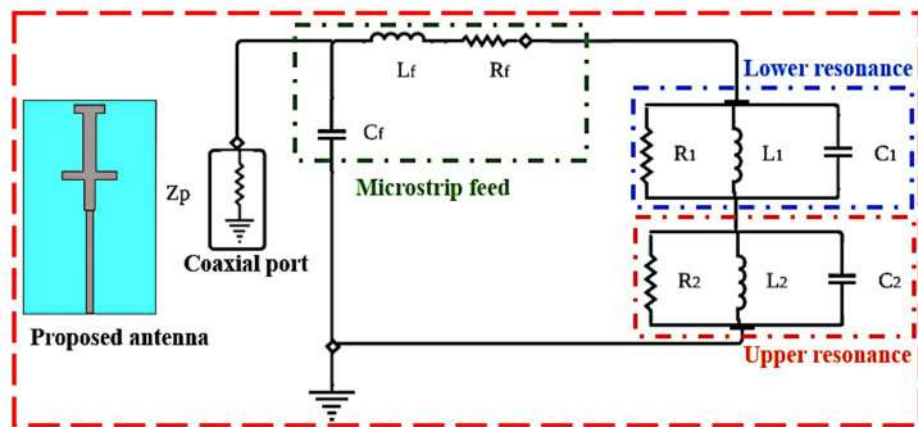 Lf
Rf
Lower resonance
Cf
R1
L1
C1
Zp
Microstrip feed
Coaxial port
R2
L2
C2
Proposed antenna
Upper resonance